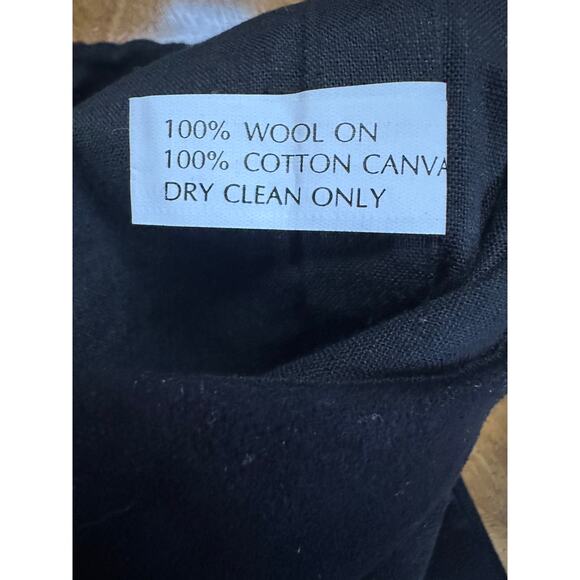 100% WOOL ON
100% COTTON CANVA
DRY CLEAN ONLY